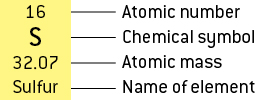 16 Atomic number
S Chemical symbol
32.07 Atomic mass
Sulfur Name of element